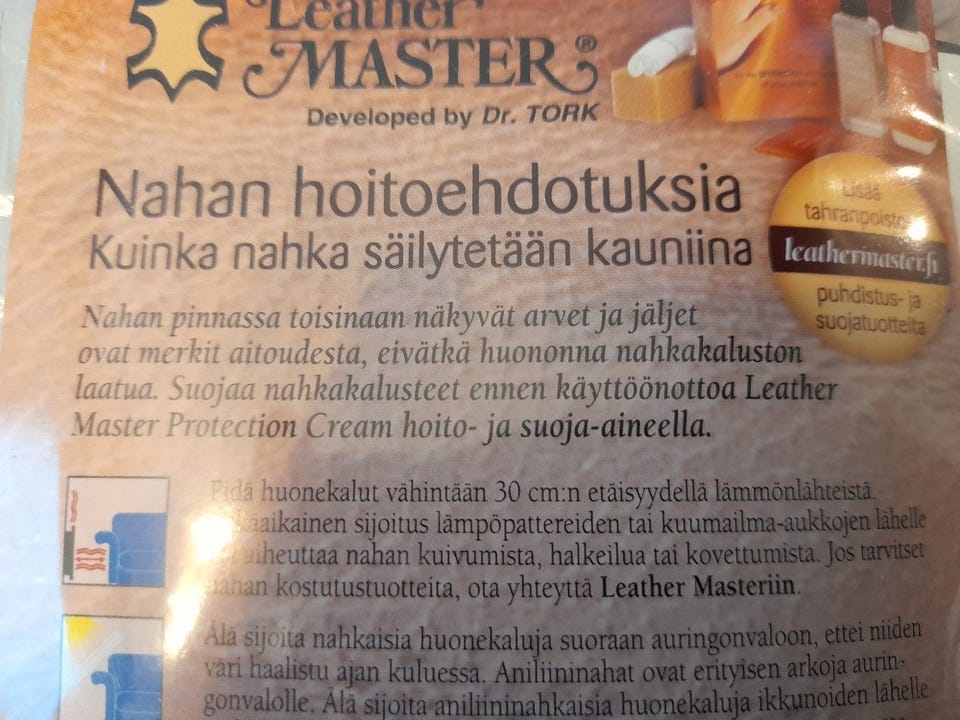 Leather
MASTER®
Developed by Dr. TORK
Nahan hoitoehdotuksia
Kuinka nahka säilytetään kauniina
Lisää
leathermaster.fi
puhdistus- ja
suojatuotteita
Nahan pinnassa toisinaan näkyvät arvet ja jäljet
ovat merkit aitoudesta, eivätkä huononna nahkakaluston
laatua. Suojaa nahkakalusteet ennen käyttöönottoa Leather
Master Protection Cream hoito- ja suoja-aineella.
Pidä huonekalut vähintään 30 cm:n etäisyydellä lämmönlähteistä.
sijoitus lämpöpattereiden tai kuumailma-aukkojen lähelle
aiheuttaa nahan kuivumista, halkeilua tai kovettumista. Jos tarvitset
nahan kostutustuotteita, ota yhteyttä Leather Masteriin.
Älä sijoita nahkaisia huonekaluja suoraan auringonvaloon, ettei niiden
väri haalistu ajan kuluessa. Aniliininahat ovat erityisen arkoja aurin-
gonvalolle. Älä sijoita aniliininahkaisia huonekaluja ikkunoiden lähelle